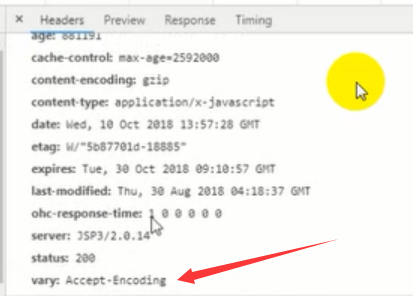 × Headers Preview Response Timing
age: 881191
cache-control: max-age=2592000
content-encoding: gzip
content-type: application/x-javascript
date: Wed, 10 Oct 2018 13:57:28 GMT
etag: W/"5b87701d-18885"
expires: Tue, 30 Oct 2018 09:10:57 GMT
last-modified: Thu, 30 Aug 2018 04:18:37 GMT
ohc-response-time: 1 0 0 0 0 0
server: JSP3/2.0.14
status: 200
vary: Accept-Encoding